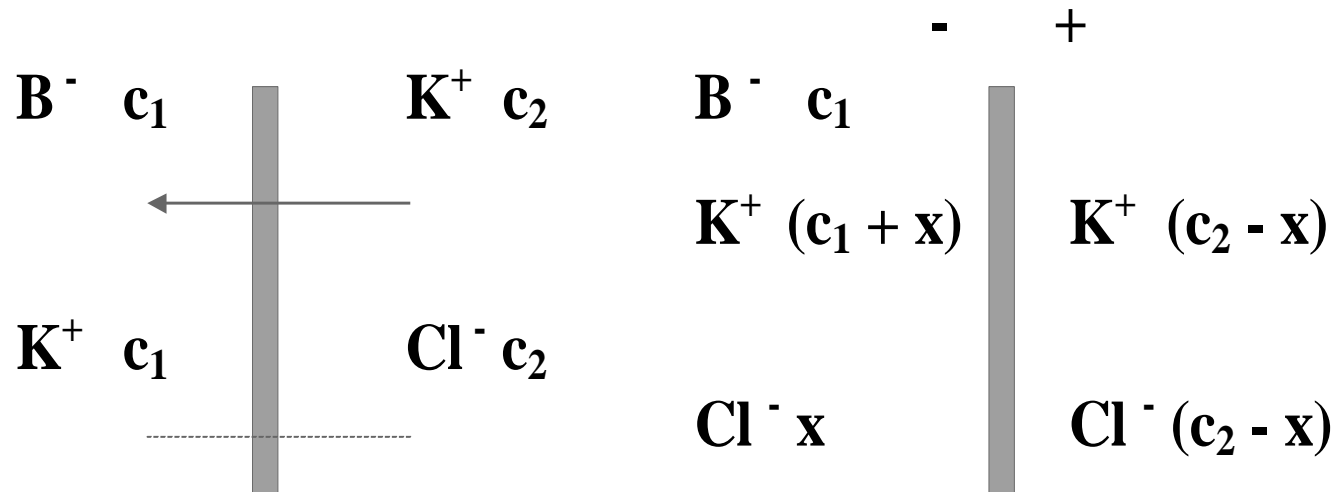 - +
B⁻ c₁ K⁺ c₂
K⁺ c₁ Cl⁻ c₂
B⁻ c₁
K⁺ (c₁ + x) K⁺ (c₂ - x)
Cl⁻ x Cl⁻ (c₂ - x)